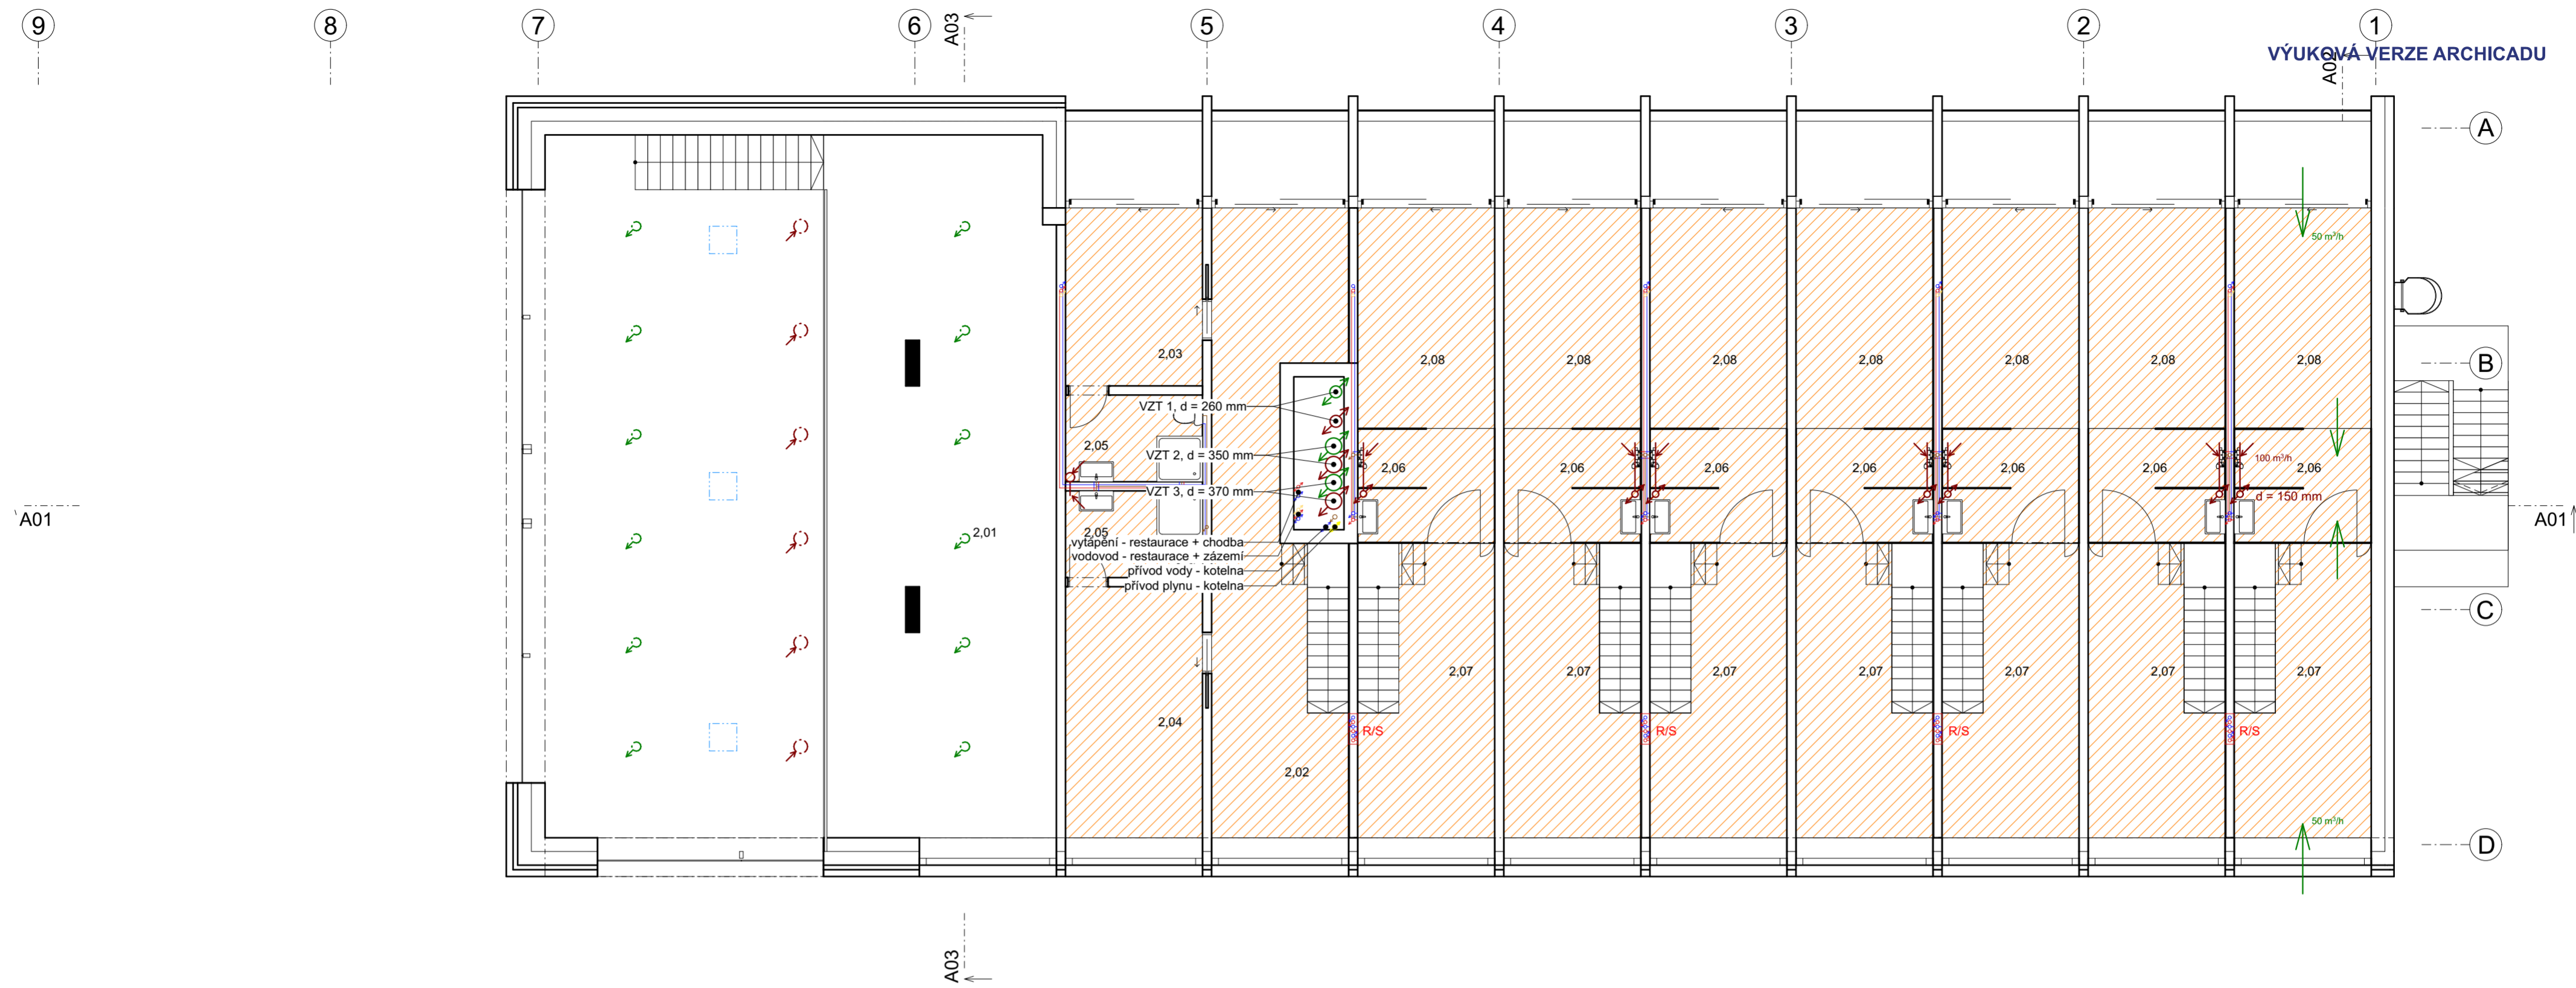 9 8 7 6 A03 5 4 3 2 1
VÝUKOVÁ VERZE ARCHICADU
A02
A
50 m³/h
2,03 2,08 2,08 2,08 2,08 2,08 2,08 2,08
B
VZT 1, d = 260 mm
2,05
VZT 2, d = 350 mm
100 m³/h
2,06 2,06 2,06 2,06 2,06 2,06 2,06
VZT 3, d = 370 mm
d = 150 mm
A01 A01
2,01 2,05
vytápění - restaurace + chodba
vodovod - restaurace + zázemí
přívod vody - kotelna
přívod plynu - kotelna
C
2,07 2,07 2,07 2,07 2,07 2,07 2,07
2,04
R/S R/S R/S R/S
2,02
50 m³/h
D
A03